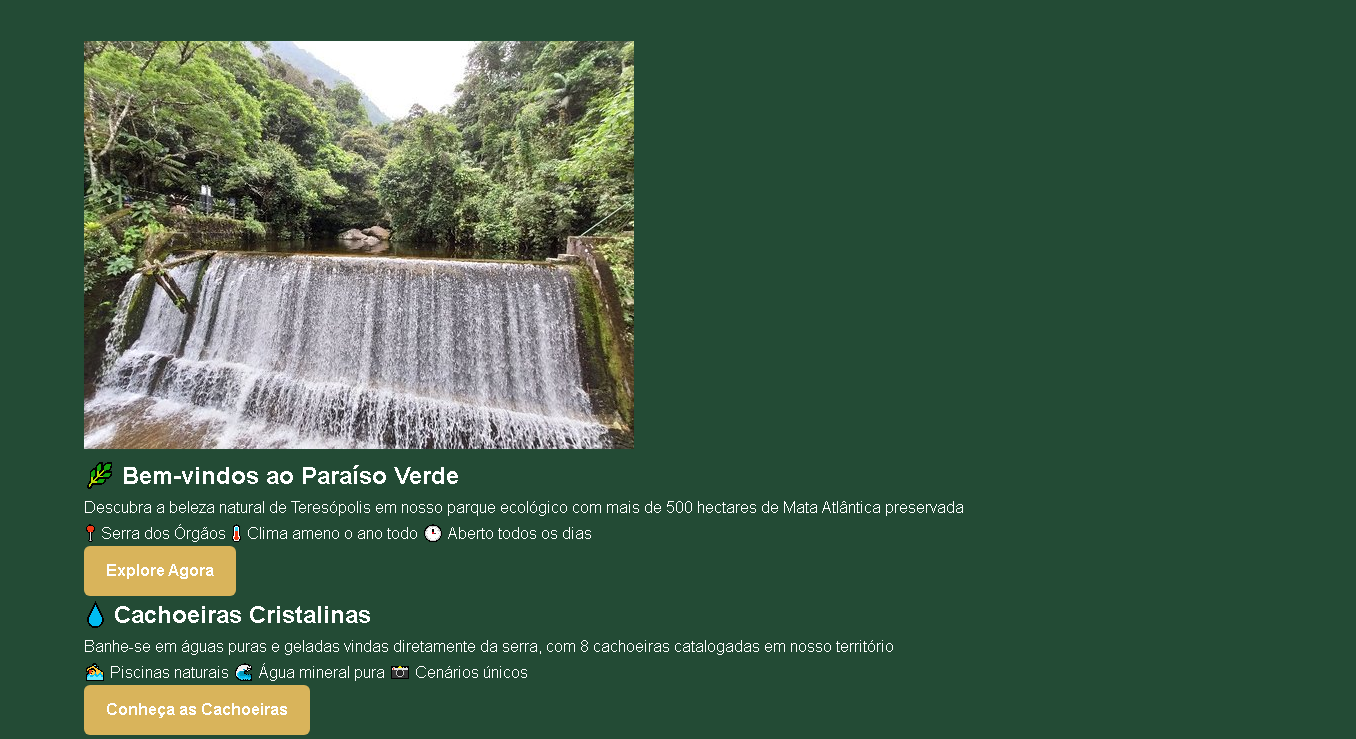 Bem-vindos ao Paraíso Verde
Descubra a beleza natural de Teresópolis em nosso parque ecológico com mais de 500 hectares de Mata Atlântica preservada
Serra dos Órgãos Clima ameno o ano todo Aberto todos os dias
Explore Agora
Cachoeiras Cristalinas
Banhe-se em águas puras e geladas vindas diretamente da serra, com 8 cachoeiras catalogadas em nosso território
Piscinas naturais Água mineral pura Cenários únicos
Conheça as Cachoeiras